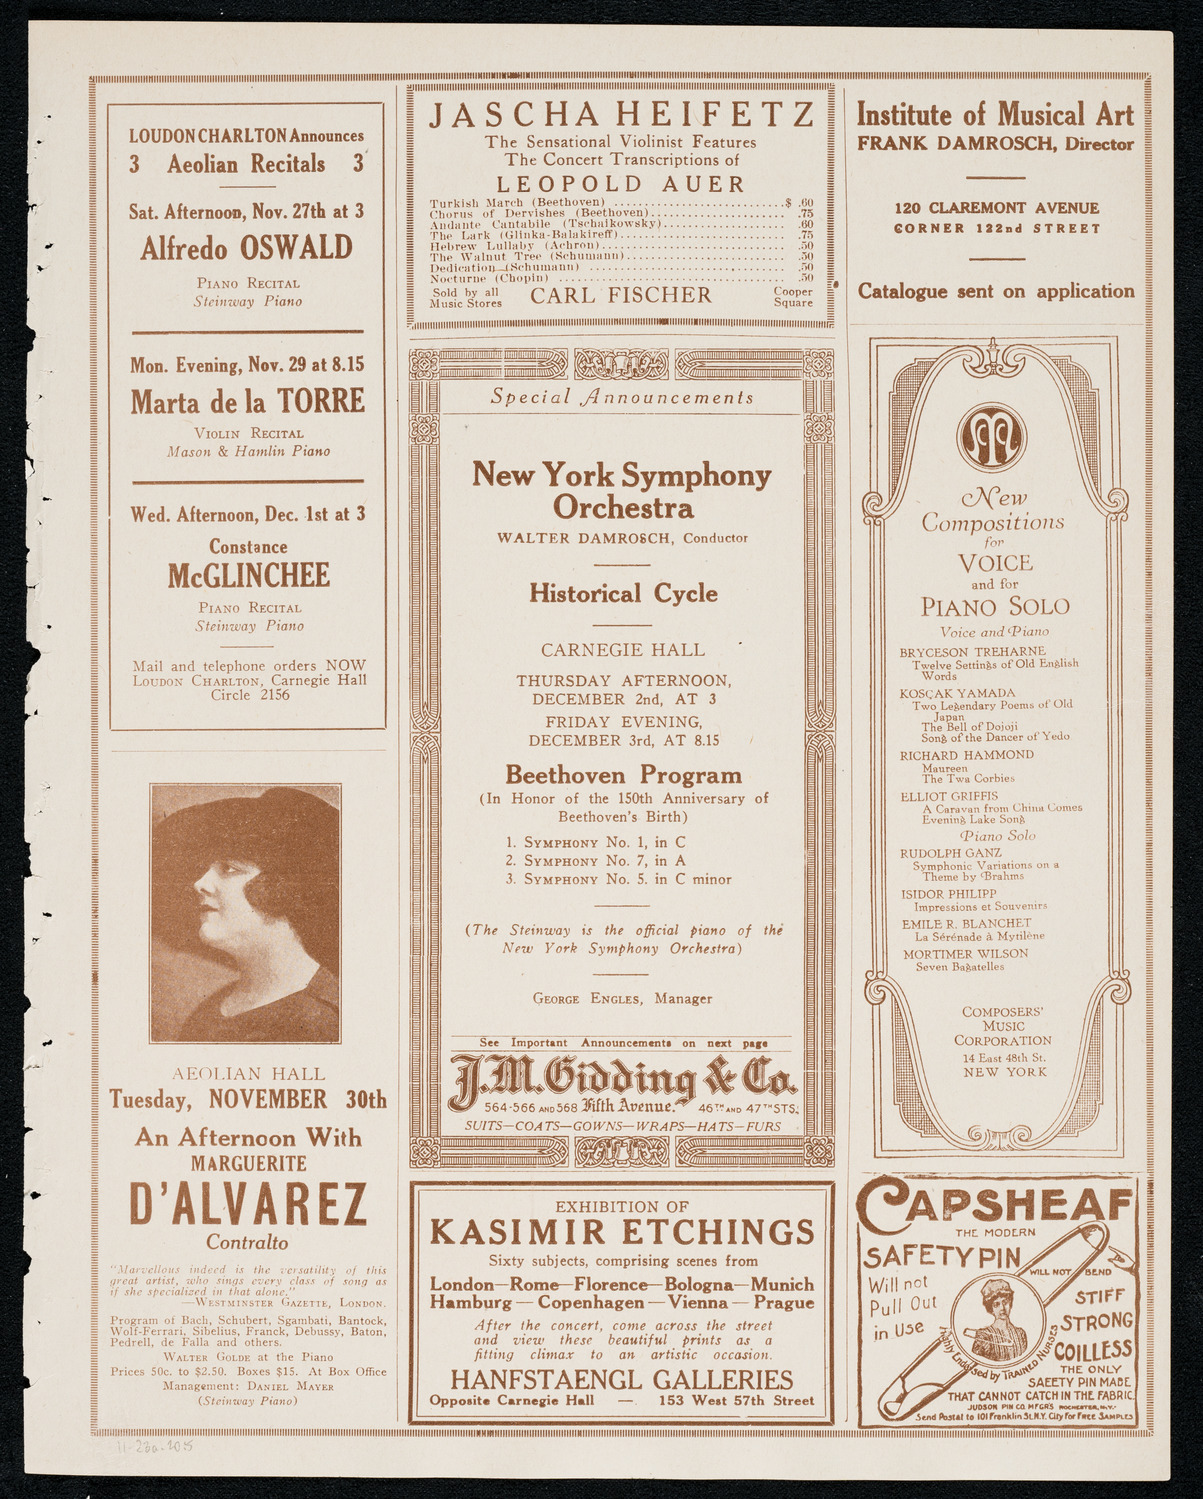 LOUDON CHARLTON Announces
3 Aeolian Recitals 3
Sat. Afternoon, Nov. 27th at 3
Alfredo OSWALD
PIANO RECITAL
Steinway Piano
Mon. Evening, Nov. 29 at 8.15
Marta de la TORRE
VIOLIN RECITAL
Mason & Hamlin Piano
Wed. Afternoon, Dec. 1st at 3
Constance
McGLINCHEE
PIANO RECITAL
Steinway Piano
Mail and telephone orders NOW
LOUDON CHARLTON, Carnegie Hall
Circle 2156
AEOLIAN HALL
Tuesday, NOVEMBER 30th
An Afternoon With
MARGUERITE
D'ALVAREZ
Contralto
"Marvellous indeed is the versatility of this
great artist, who sings every class of song as
if she specialized in that alone."
—WESTMINSTER GAZETTE, LONDON.
Program of Bach, Schubert, Sgambati, Bantock,
Wolf-Ferrari, Sibelius, Franck, Debussy, Baton,
Pedrell, de Falla and others.
WALTER GOLDE at the Piano
Prices 50c. to $2.50. Boxes $15. At Box Office
Management: DANIEL MAYER
(Steinway Piano)
JASCHA HEIFETZ
The Sensational Violinist Features
The Concert Transcriptions of
LEOPOLD AUER
Turkish March (Beethoven) ........................$ .60
Chorus of Dervishes (Beethoven)................... .75
Andante Cantabile (Tschaikowsky).................. .60
The Lark (Glinka-Balakireff)...................... .75
Hebrew Lullaby (Achron)........................... .50
The Walnut Tree (Schumann)........................ .50
Dedication (Schumann) ............................ .50
Nocturne (Chopin) ................................ .50
Sold by all
Music Stores
CARL FISCHER
Cooper
Square
Special Announcements
New York Symphony
Orchestra
WALTER DAMROSCH, Conductor
Historical Cycle
CARNEGIE HALL
THURSDAY AFTERNOON,
DECEMBER 2nd, AT 3
FRIDAY EVENING,
DECEMBER 3rd, AT 8.15
Beethoven Program
(In Honor of the 150th Anniversary of
Beethoven's Birth)
1. SYMPHONY No. 1, in C
2. SYMPHONY No. 7, in A
3. SYMPHONY No. 5. in C minor
(The Steinway is the official piano of the
New York Symphony Orchestra)
GEORGE ENGLES, Manager
See Important Announcements on next page
J.M. Gidding & Co.
564-566 AND 568 Fifth Avenue. 46TH AND 47TH STS.
SUITS—COATS—GOWNS—WRAPS—HATS—FURS
EXHIBITION OF
KASIMIR ETCHINGS
Sixty subjects, comprising scenes from
London—Rome—Florence—Bologna—Munich
Hamburg — Copenhagen — Vienna — Prague
After the concert, come across the street
and view these beautiful prints as a
fitting climax to an artistic occasion.
HANFSTAENGL GALLERIES
Opposite Carnegie Hall — 153 West 57th Street
Institute of Musical Art
FRANK DAMROSCH, Director
120 CLAREMONT AVENUE
CORNER 122nd STREET
Catalogue sent on application
New
Compositions
for
VOICE
and for
PIANO SOLO
Voice and Piano
BRYCESON TREHARNE
Twelve Settings of Old English
Words
KOSÇAK YAMADA
Two Legendary Poems of Old
Japan
The Bell of Dojoji
Song of the Dancer of Yedo
RICHARD HAMMOND
Maureen
The Twa Corbies
ELLIOT GRIFFIS
A Caravan from China Comes
Evening Lake Song
Piano Solo
RUDOLPH GANZ
Symphonic Variations on a
Theme by Brahms
ISIDOR PHILIPP
Impressions et Souvenirs
EMILE R. BLANCHET
La Sérénade à Mytilène
MORTIMER WILSON
Seven Bagatelles
COMPOSERS'
MUSIC
CORPORATION
14 East 48th St.
NEW YORK
CAPSHEAF
THE MODERN
SAFETY PIN
WILL NOT BEND
Will not
Pull Out
in Use
STIFF
STRONG
COILLESS
Highly Endorsed by TRAINED NURSES
THE ONLY
SAFETY PIN MADE
THAT CANNOT CATCH IN THE FABRIC.
JUDSON PIN CO. MFGR'S ROCHESTER, N.Y.
Send Postal to 101 Franklin St. N.Y. City for FREE SAMPLES